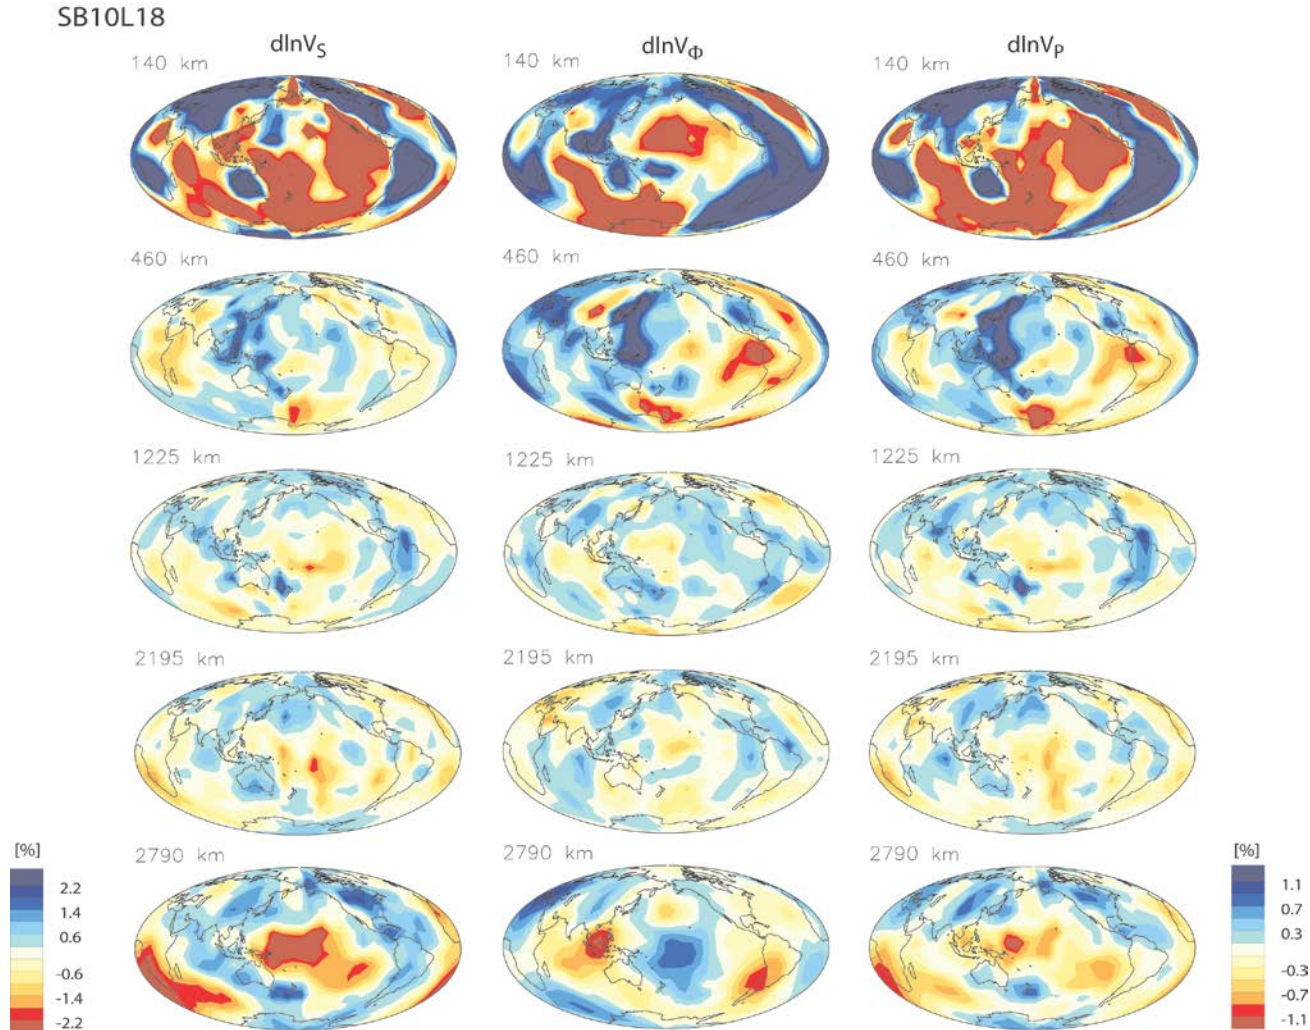 SB10L18
dlnV_S dlnV_Φ dlnV_P
140 km 140 km 140 km
460 km 460 km 460 km
1225 km 1225 km 1225 km
2195 km 2195 km 2195 km
2790 km 2790 km 2790 km
[%] [%]
2.2 1.1
1.4 0.7
0.6 0.3
-0.6 -0.3
-1.4 -0.7
-2.2 -1.1